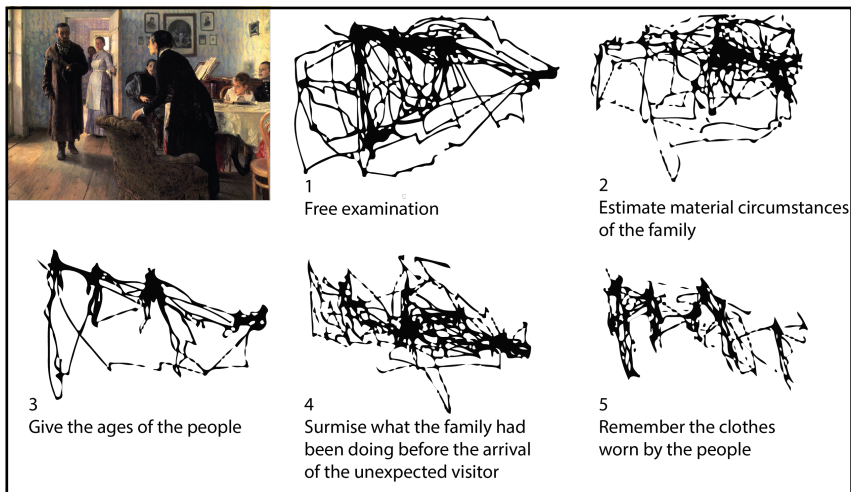 1
Free examination
2
Estimate material circumstances
of the family
3
Give the ages of the people
4
Surmise what the family had
been doing before the arrival
of the unexpected visitor
5
Remember the clothes
worn by the people